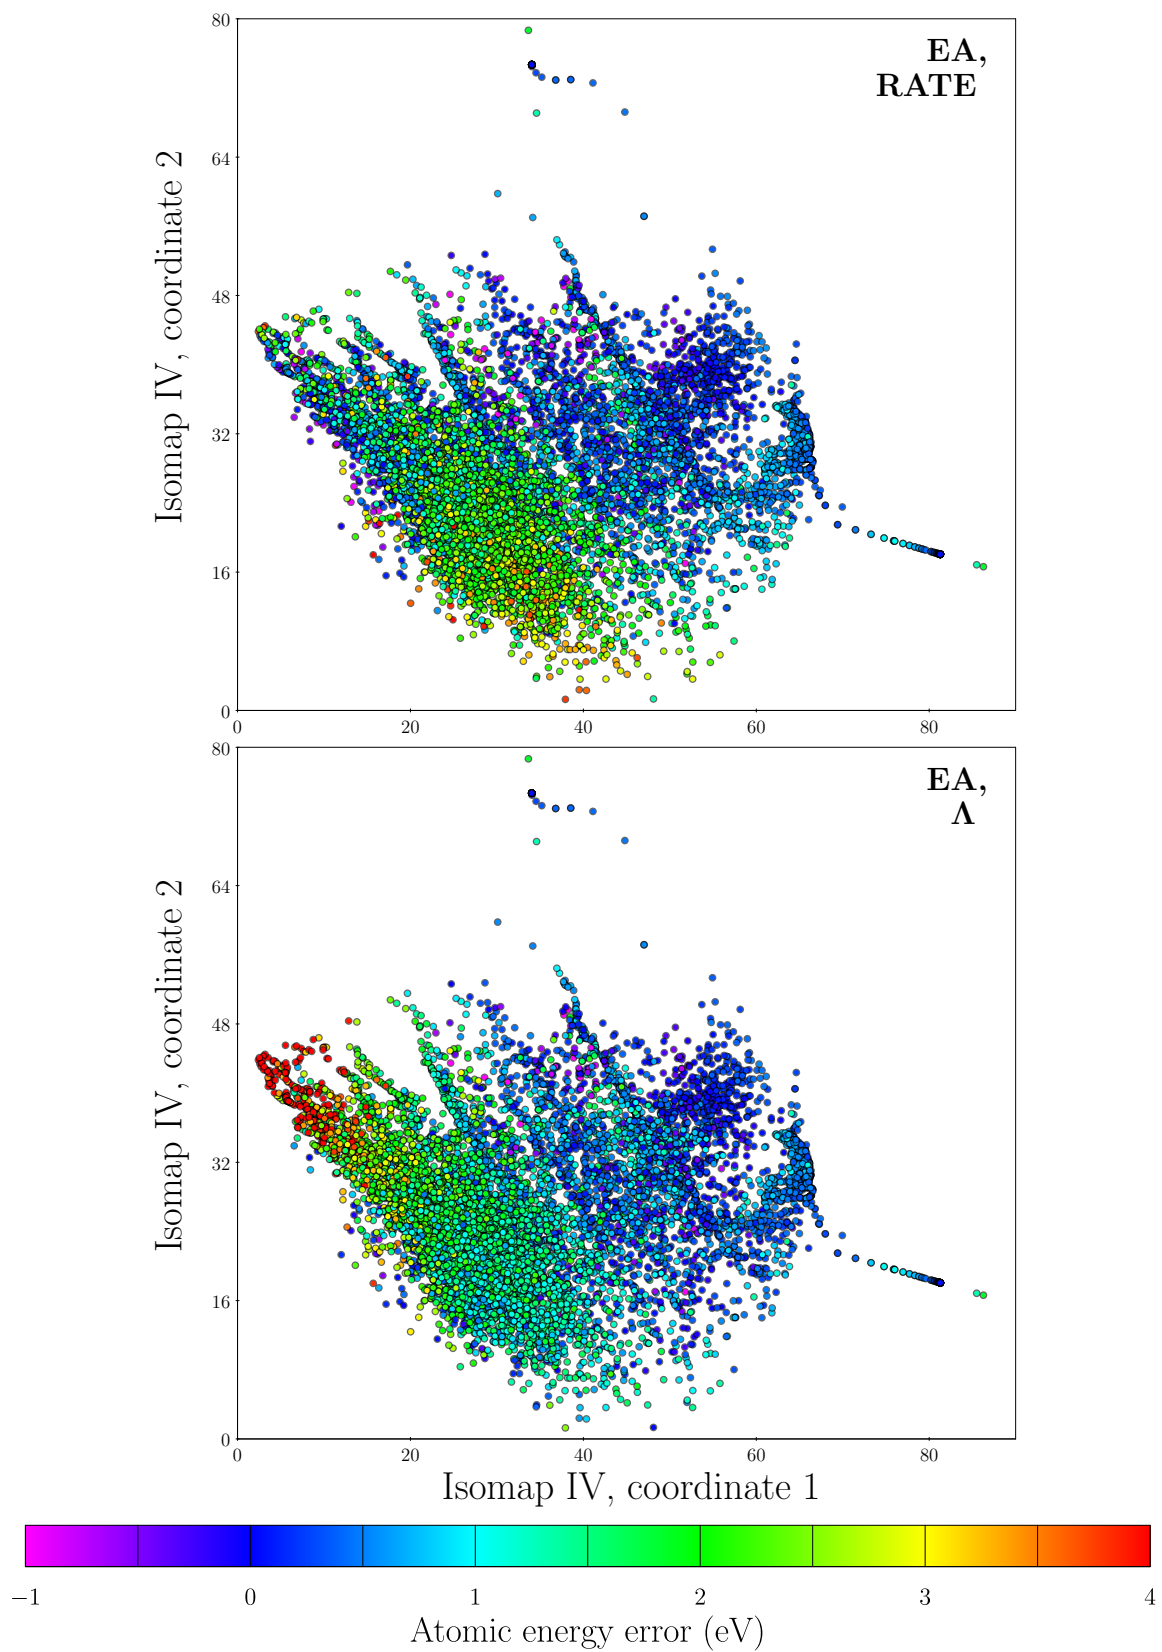 80
64
48
32
16
0
0 20 40 60 80
Isomap IV, coordinate 2
EA,
RATE
80
64
48
32
16
0
0 20 40 60 80
Isomap IV, coordinate 2
EA,
Λ
Isomap IV, coordinate 1
−1 0 1 2 3 4
Atomic energy error (eV)